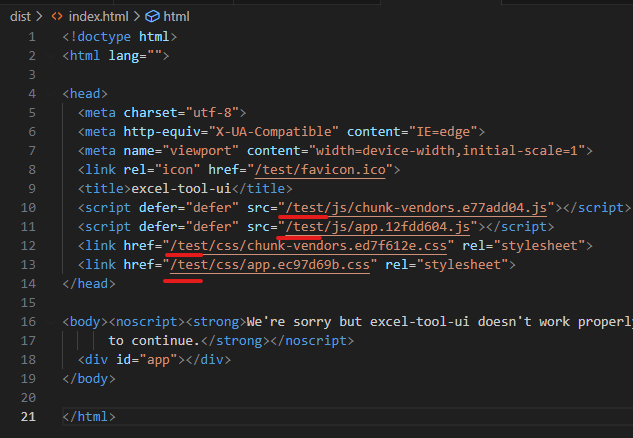 dist > index.html > html
1 <!doctype html>
2 <html lang="">
3
4 <head>
5 <meta charset="utf-8">
6 <meta http-equiv="X-UA-Compatible" content="IE=edge">
7 <meta name="viewport" content="width=device-width,initial-scale=1">
8 <link rel="icon" href="/test/favicon.ico">
9 <title>excel-tool-ui</title>
10 <script defer="defer" src="/test/js/chunk-vendors.e77add04.js"></script>
11 <script defer="defer" src="/test/js/app.12fdd604.js"></script>
12 <link href="/test/css/chunk-vendors.ed7f612e.css" rel="stylesheet">
13 <link href="/test/css/app.ec97d69b.css" rel="stylesheet">
14 </head>
15
16 <body><noscript><strong>We're sorry but excel-tool-ui doesn't work properly
17 to continue.</strong></noscript>
18 <div id="app"></div>
19 </body>
20
21 </html>